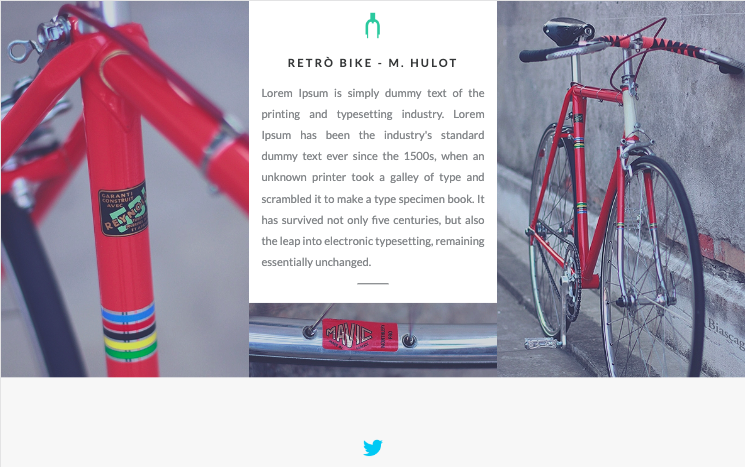 RETRÒ BIKE - M. HULOT
Lorem Ipsum is simply dummy text of the
printing and typesetting industry. Lorem
Ipsum has been the industry's standard
dummy text ever since the 1500s, when an
unknown printer took a galley of type and
scrambled it to make a type specimen book. It
has survived not only five centuries, but also
the leap into electronic typesetting, remaining
essentially unchanged.
GARANTI
CONSTRUIT
AVEC
MAVIC
Biascag